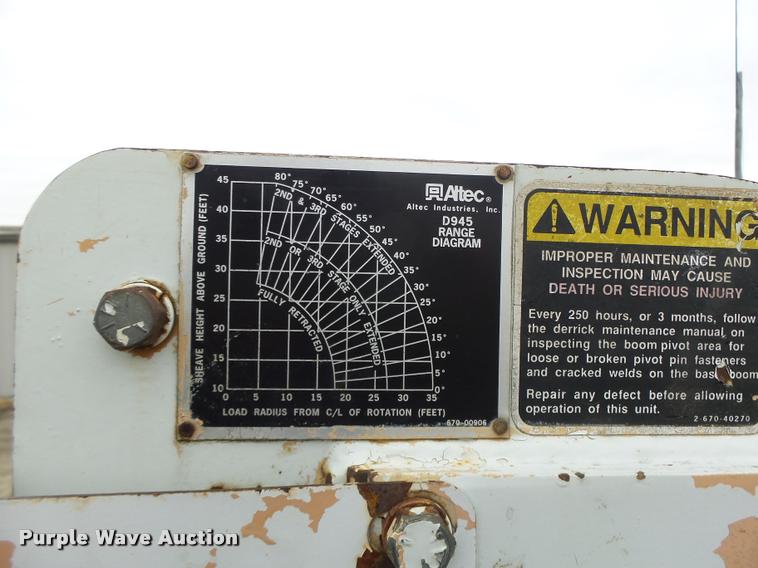 Altec®
Altec Industries, Inc.
D945
RANGE
DIAGRAM
80°
75°
70°
65°
60°
55°
50°
45°
40°
35°
30°
25°
20°
15°
10°
5°
0°
2ND & 3RD STAGES EXTENDED
2ND OR 3RD STAGE ONLY EXTENDED
FULLY RETRACTED
SHEAVE HEIGHT ABOVE GROUND (FEET)
45
40
35
30
25
20
15
10
0 5 10 15 20 25 30 35
LOAD RADIUS FROM C/L OF ROTATION (FEET)
670-00906
WARNING
IMPROPER MAINTENANCE AND
INSPECTION MAY CAUSE
DEATH OR SERIOUS INJURY
Every 250 hours, or 3 months, follow
the derrick maintenance manual on
inspecting the boom pivot area for
loose or broken pivot pin fasteners
and cracked welds on the base boom
Repair any defect before allowing
operation of this unit.
2-670-40270
Purple Wave Auction